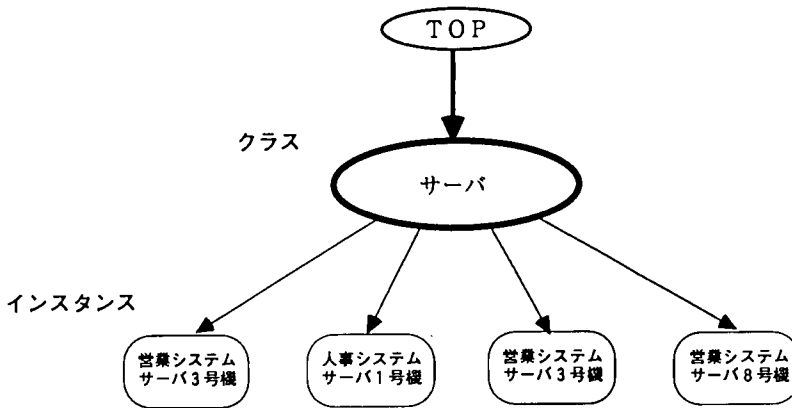 TOP
クラス
サーバ
インスタンス
営業システム
サーバ3号機
人事システム
サーバ1号機
営業システム
サーバ3号機
営業システム
サーバ8号機